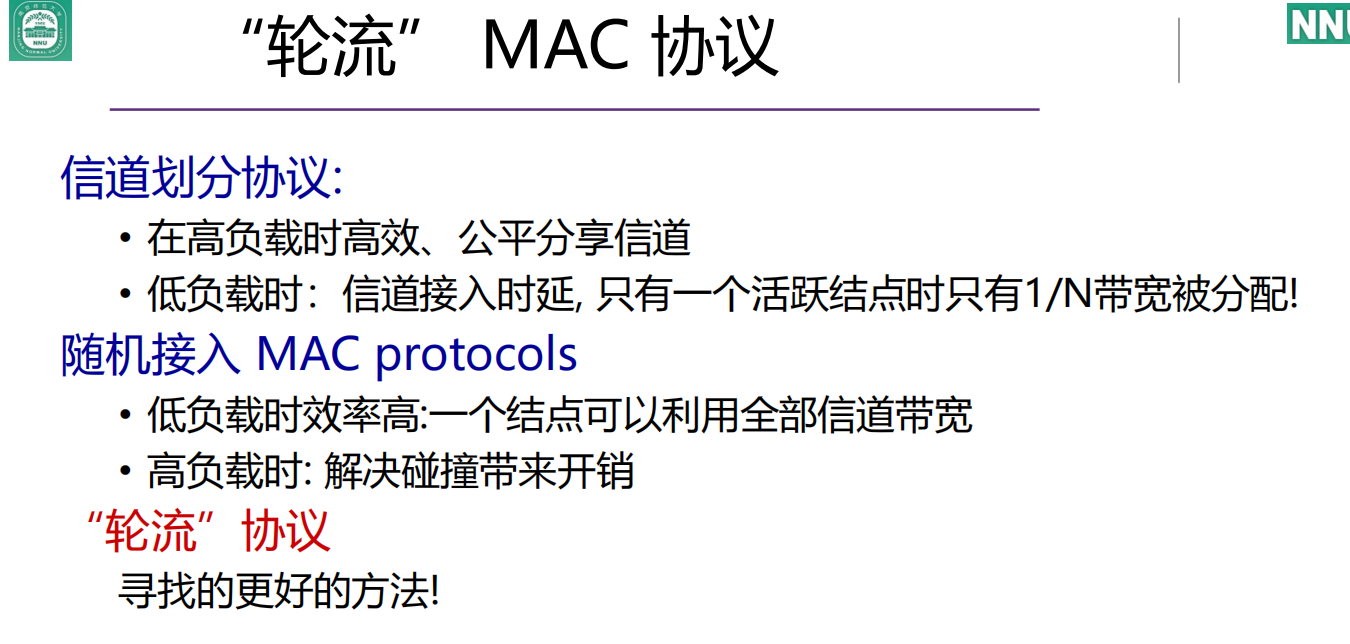 “轮流” MAC 协议
NNU
信道划分协议:
• 在高负载时高效、公平分享信道
• 低负载时：信道接入时延, 只有一个活跃结点时只有1/N带宽被分配!
随机接入 MAC protocols
• 低负载时效率高:一个结点可以利用全部信道带宽
• 高负载时: 解决碰撞带来开销
“轮流”协议
寻找的更好的方法!